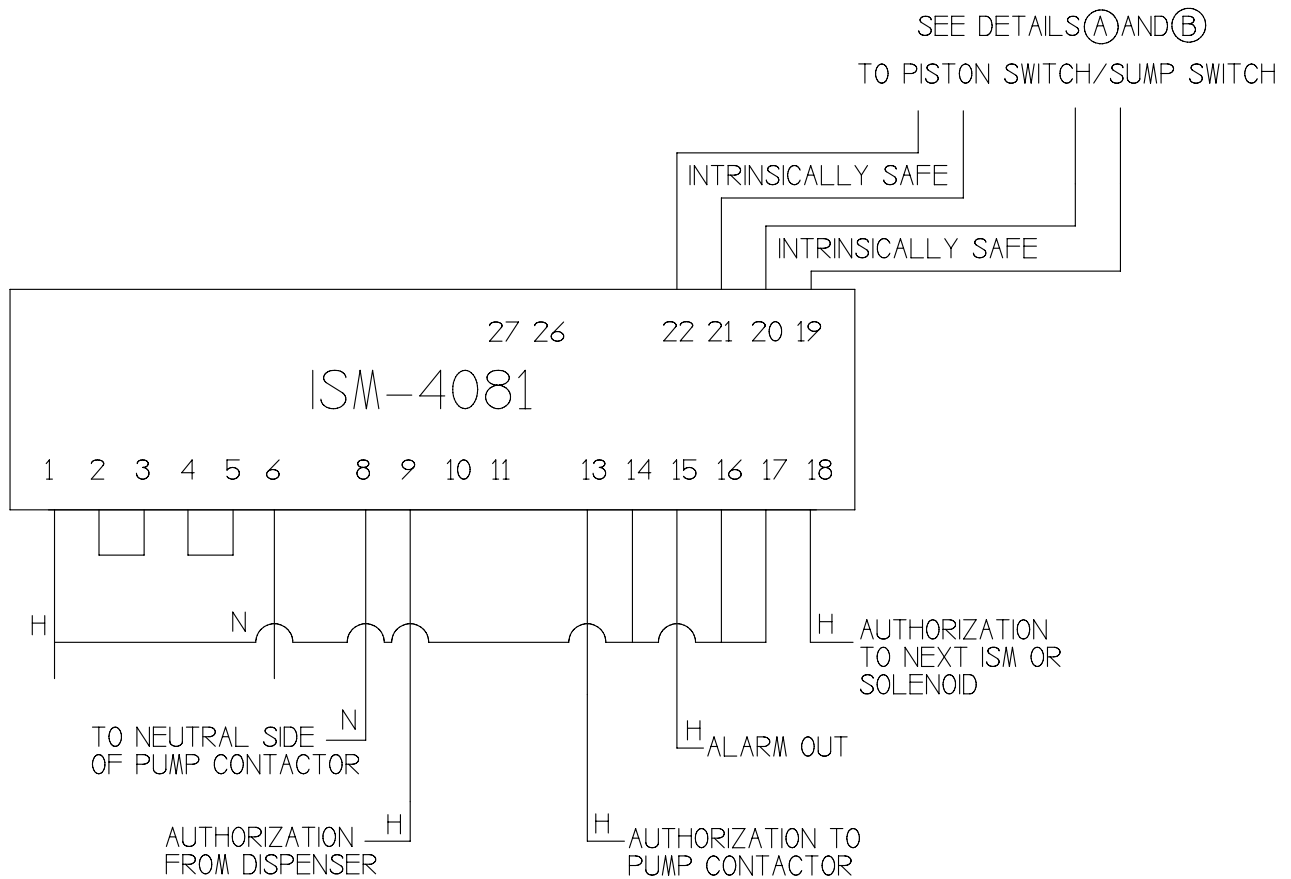 SEE DETAILS (A) AND (B)
TO PISTON SWITCH/SUMP SWITCH
INTRINSICALLY SAFE
INTRINSICALLY SAFE
27 26 22 21 20 19
ISM-4081
1 2 3 4 5 6 8 9 10 11 13 14 15 16 17 18
H
N
H
AUTHORIZATION
TO NEXT ISM OR
SOLENOID
TO NEUTRAL SIDE
OF PUMP CONTACTOR
N
H
ALARM OUT
AUTHORIZATION
FROM DISPENSER
H
H
AUTHORIZATION TO
PUMP CONTACTOR